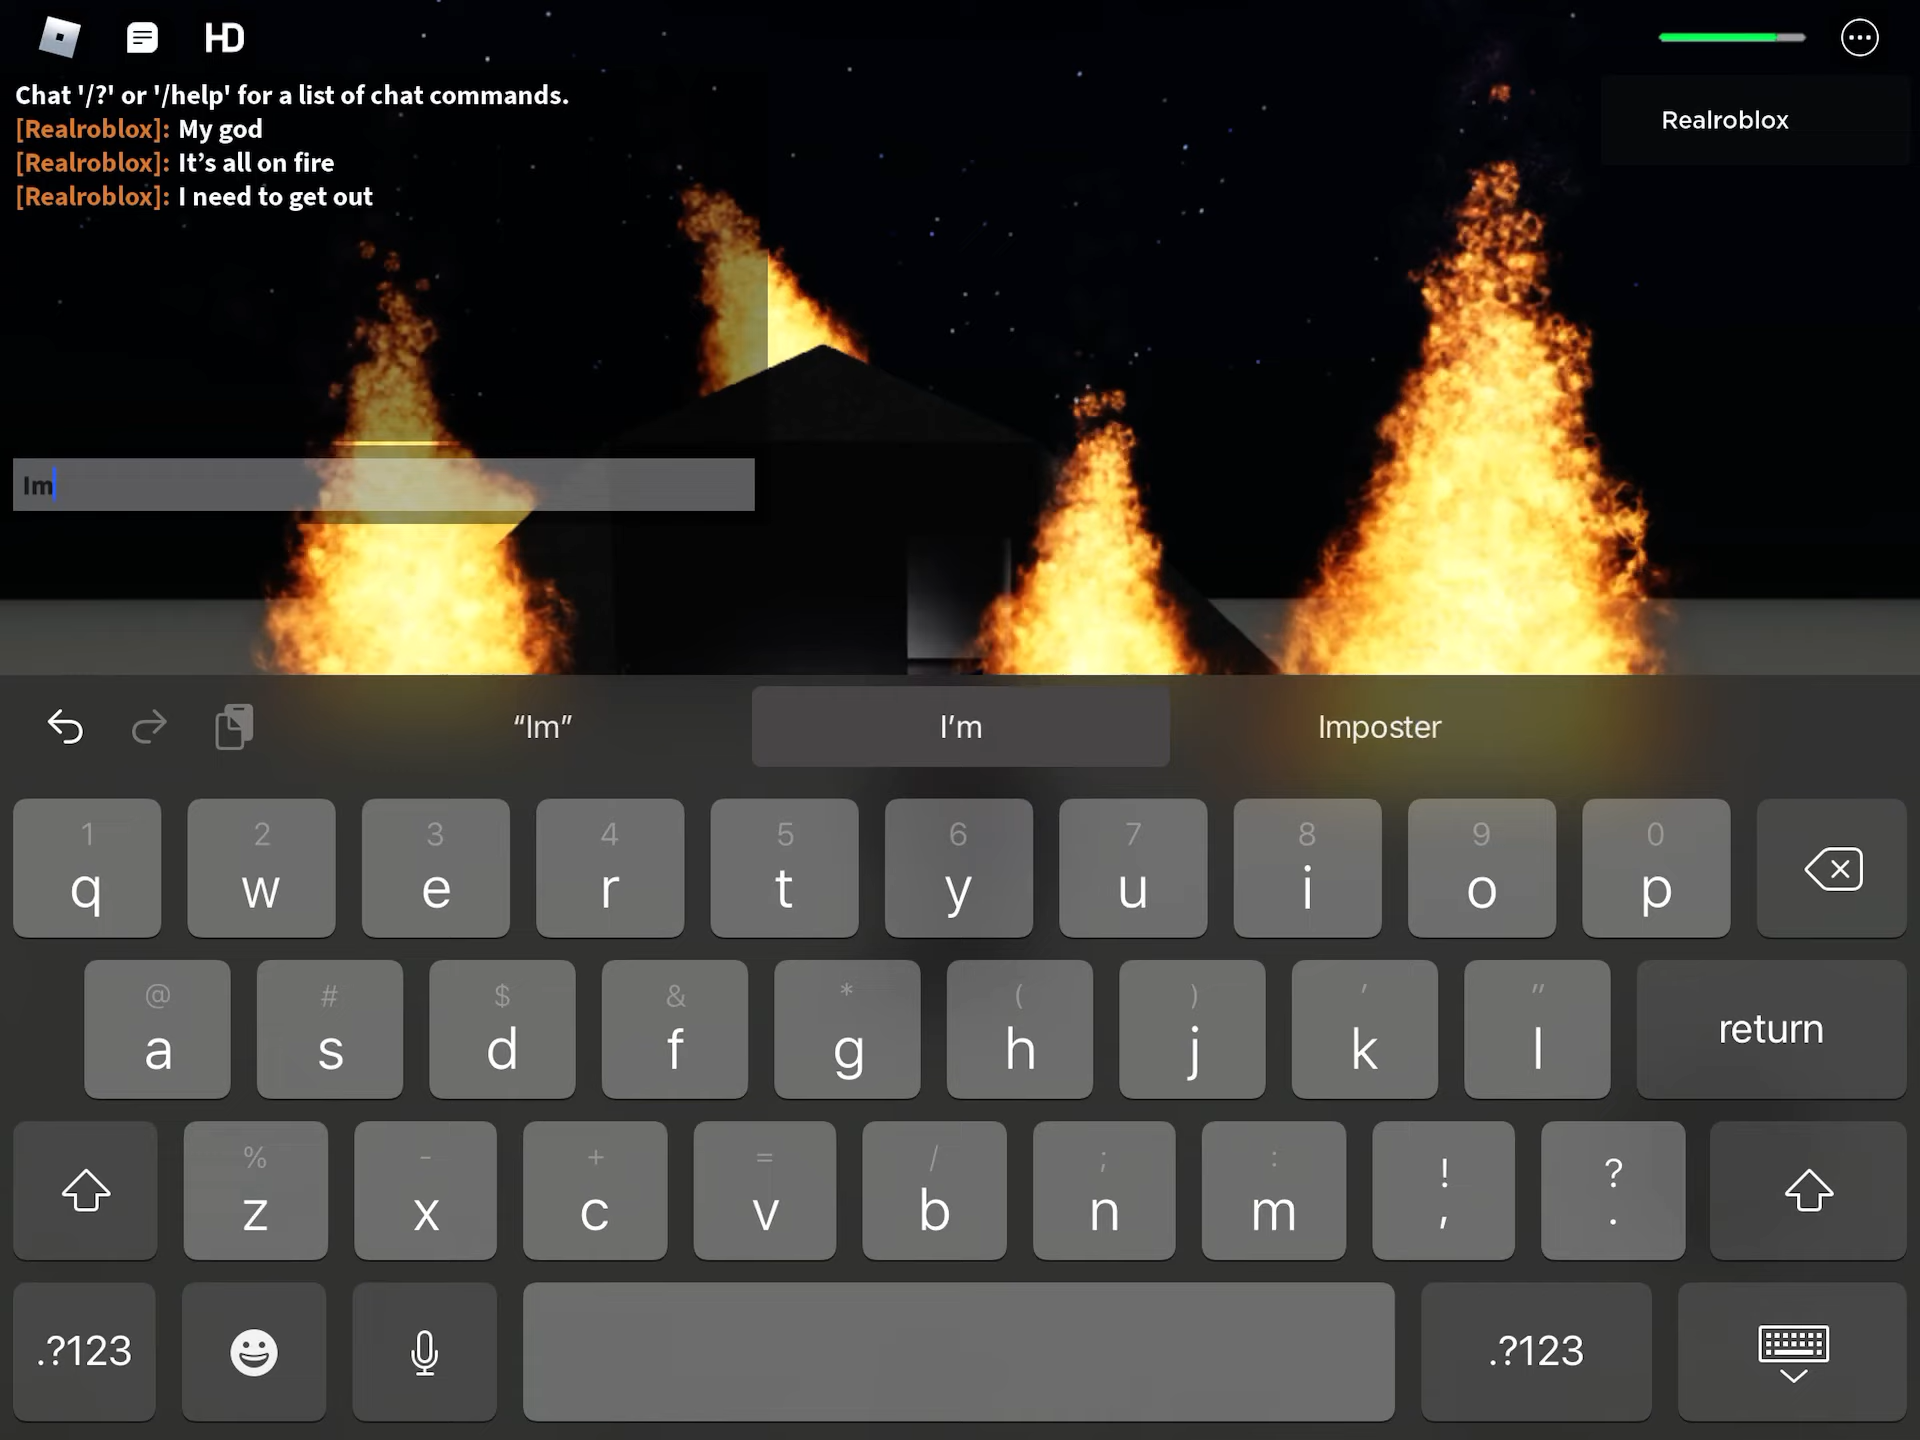 HD
Chat '/?' or '/help' for a list of chat commands.
Realroblox
[Realroblox]: My god
[Realroblox]: It’s all on fire
[Realroblox]: I need to get out
Im
“Im” I’m Imposter
1 2 3 4 5 6 7 8 9 0
q w e r t y u i o p
@ # $ & * ( ) ' "
a s d f g h j k l return
% - + = / ; : ! ?
z x c v b n m , .
.?123 .?123